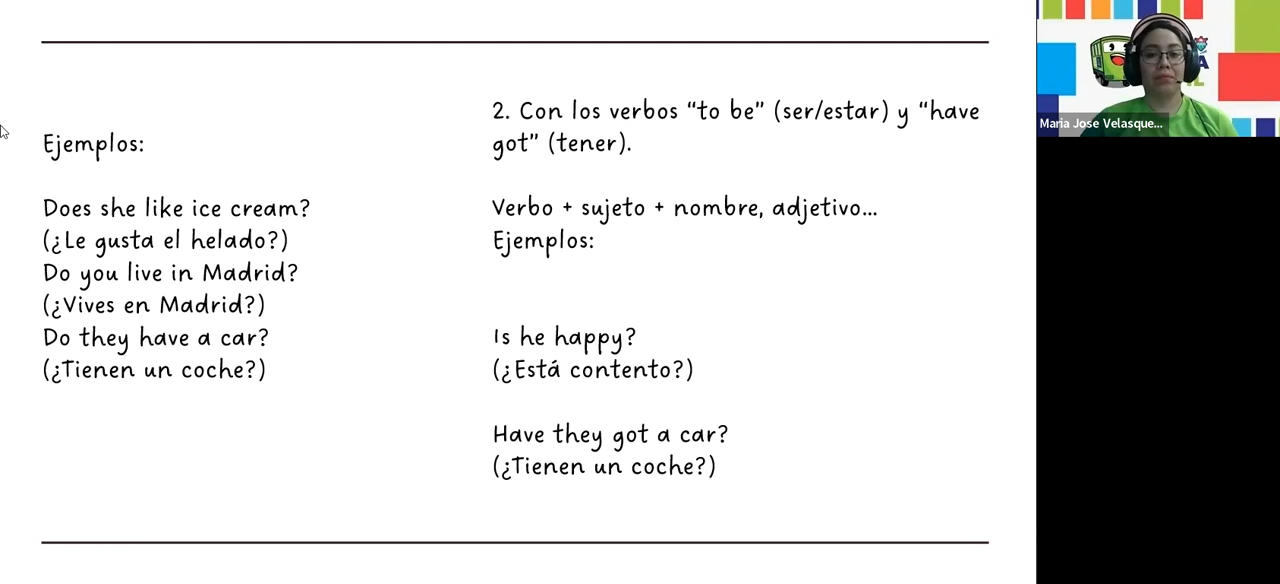 Ejemplos:
Does she like ice cream?
(¿Le gusta el helado?)
Do you live in Madrid?
(¿Vives en Madrid?)
Do they have a car?
(¿Tienen un coche?)
2. Con los verbos “to be” (ser/estar) y “have
got” (tener).
Verbo + sujeto + nombre, adjetivo...
Ejemplos:
Is he happy?
(¿Está contento?)
Have they got a car?
(¿Tienen un coche?)
Maria Jose Velasque...